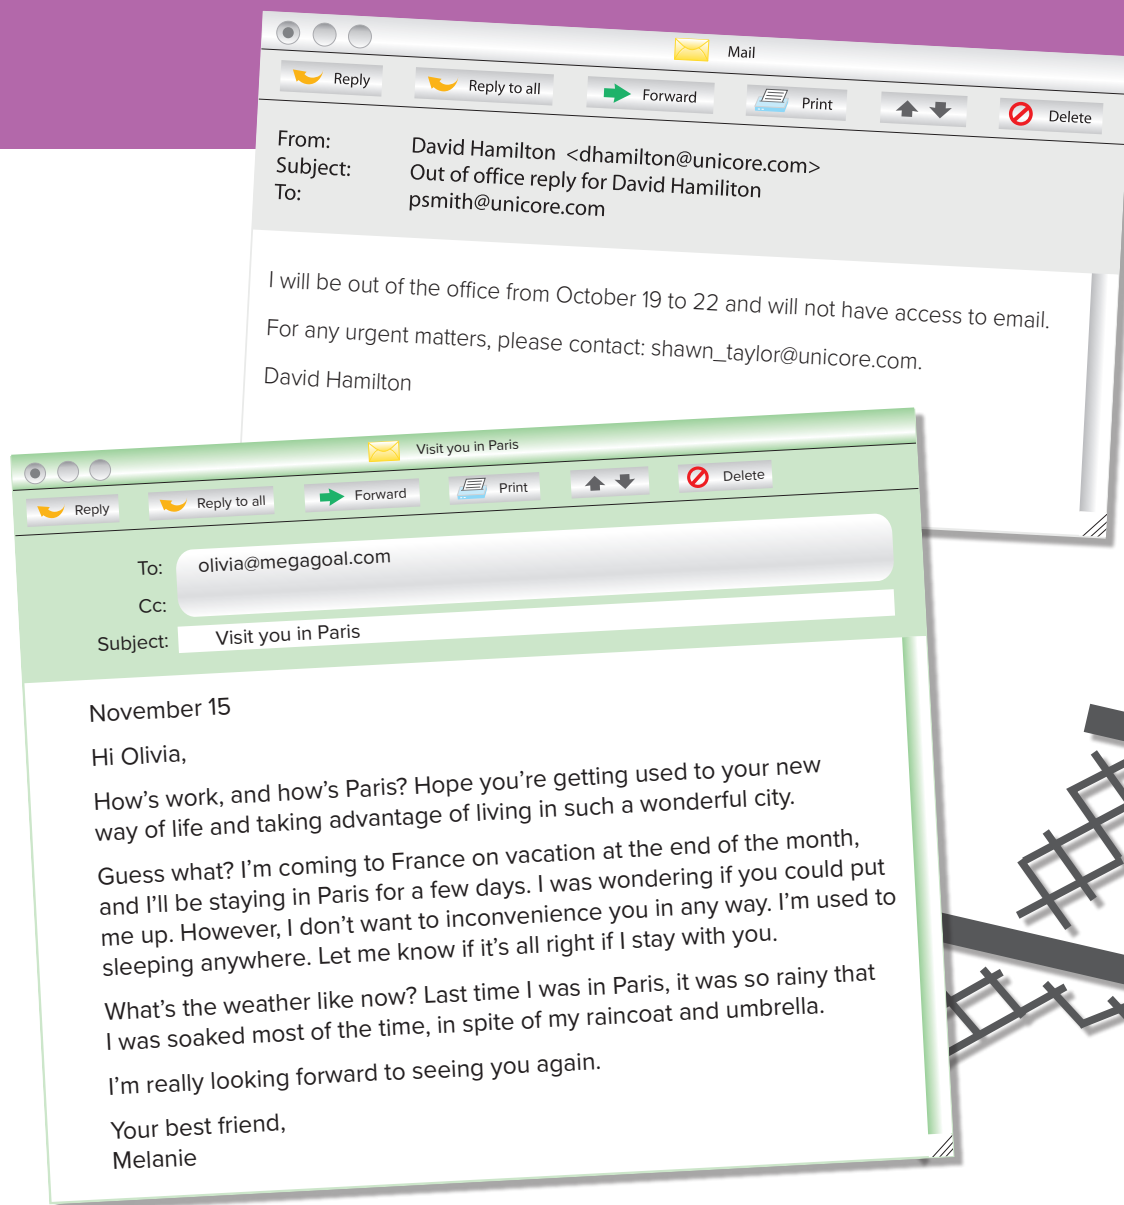 Mail
Reply
Reply to all
Forward
Print
Delete
From: David Hamilton <dhamilton@unicore.com>
Subject: Out of office reply for David Hamiliton
To: psmith@unicore.com
I will be out of the office from October 19 to 22 and will not have access to email.
For any urgent matters, please contact: shawn_taylor@unicore.com.
David Hamilton
Visit you in Paris
Reply
Reply to all
Forward
Print
Delete
To: olivia@megagoal.com
Cc:
Subject: Visit you in Paris
November 15
Hi Olivia,
How's work, and how's Paris? Hope you're getting used to your new
way of life and taking advantage of living in such a wonderful city.
Guess what? I'm coming to France on vacation at the end of the month,
and I'll be staying in Paris for a few days. I was wondering if you could put
me up. However, I don't want to inconvenience you in any way. I'm used to
sleeping anywhere. Let me know if it's all right if I stay with you.
What's the weather like now? Last time I was in Paris, it was so rainy that
I was soaked most of the time, in spite of my raincoat and umbrella.
I'm really looking forward to seeing you again.
Your best friend,
Melanie